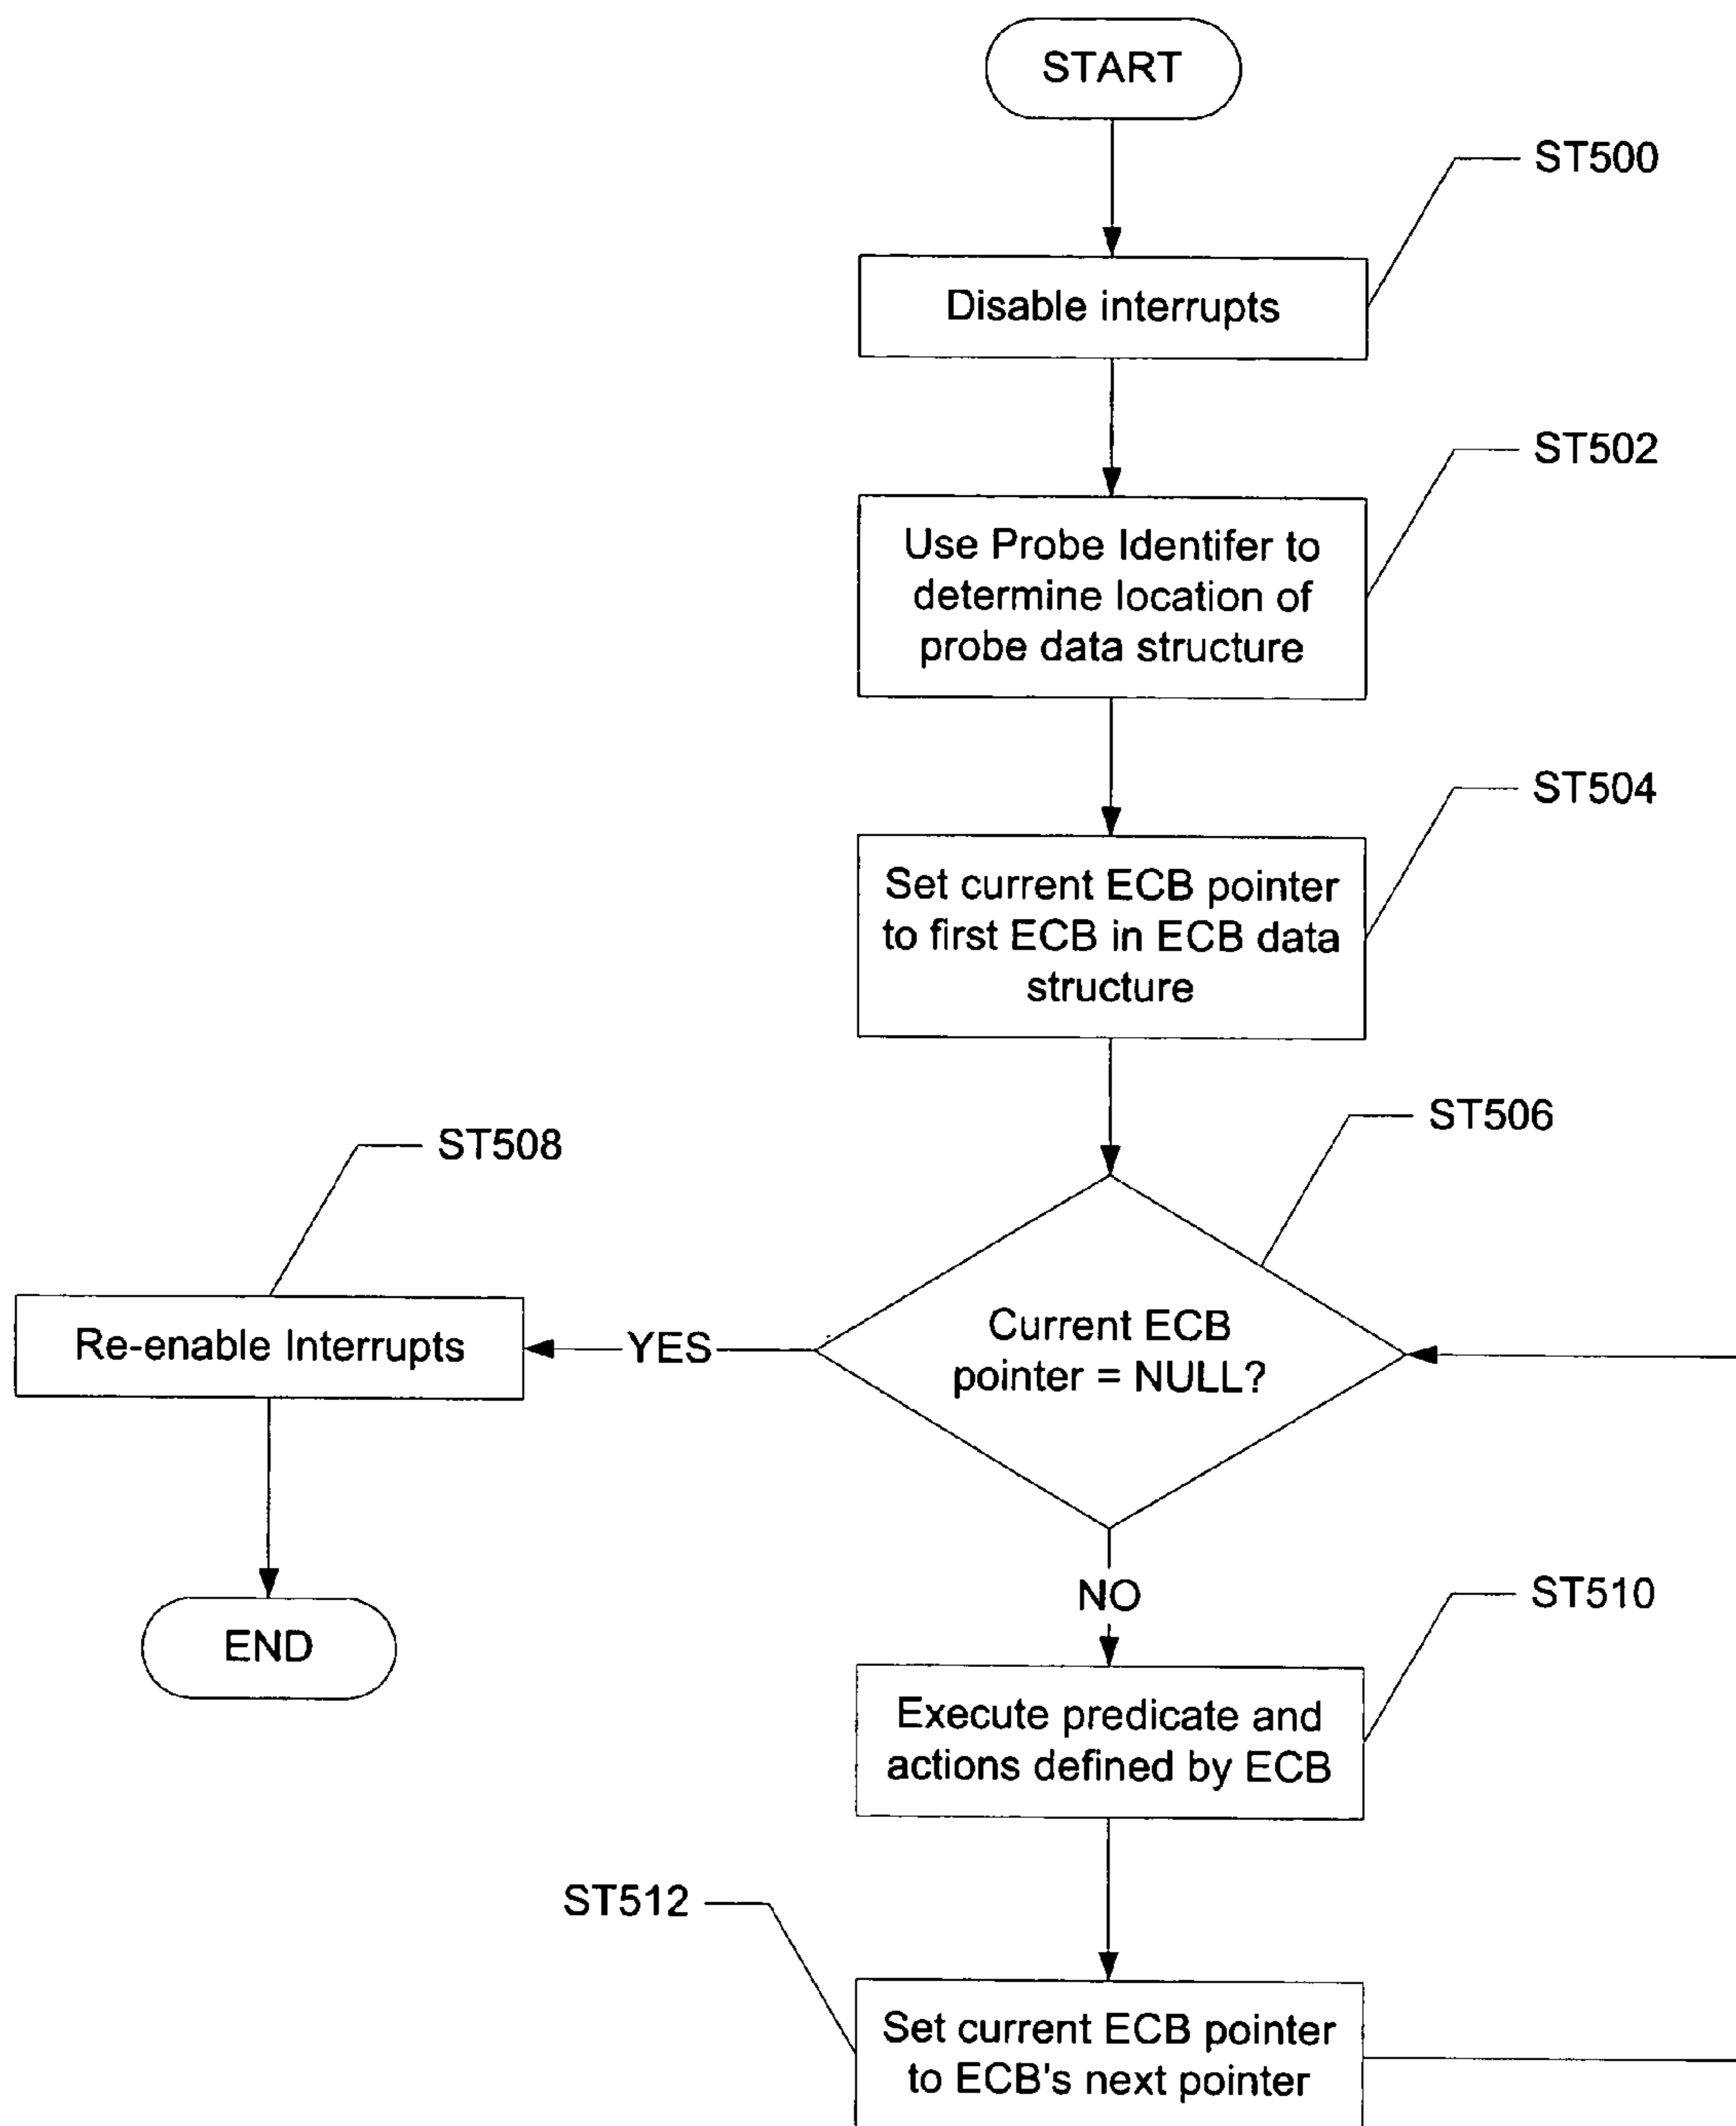 START
ST500
Disable interrupts
ST502
Use Probe Identifer to
determine location of
probe data structure
ST504
Set current ECB pointer
to first ECB in ECB data
structure
ST506
ST508
Current ECB
pointer = NULL?
YES
Re-enable Interrupts
END
NO
ST510
Execute predicate and
actions defined by ECB
ST512
Set current ECB pointer
to ECB's next pointer